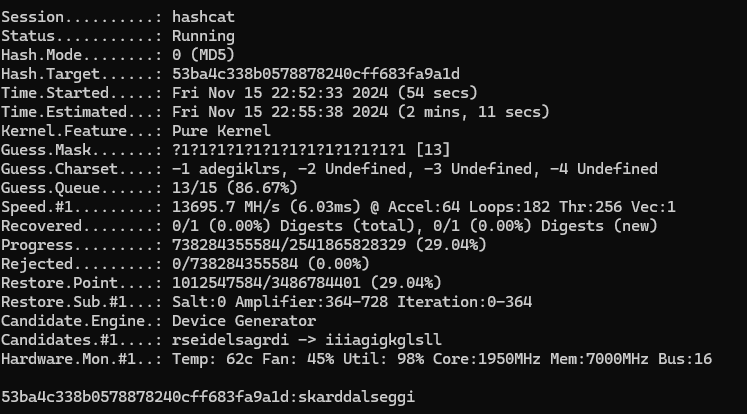 Session..........: hashcat
Status...........: Running
Hash.Mode........: 0 (MD5)
Hash.Target......: 53ba4c338b0578878240cff683fa9a1d
Time.Started.....: Fri Nov 15 22:52:33 2024 (54 secs)
Time.Estimated...: Fri Nov 15 22:55:38 2024 (2 mins, 11 secs)
Kernel.Feature...: Pure Kernel
Guess.Mask.......: ?1?1?1?1?1?1?1?1?1?1?1?1?1 [13]
Guess.Charset....: -1 adegiklrs, -2 Undefined, -3 Undefined, -4 Undefined
Guess.Queue......: 13/15 (86.67%)
Speed.#1.........: 13695.7 MH/s (6.03ms) @ Accel:64 Loops:182 Thr:256 Vec:1
Recovered........: 0/1 (0.00%) Digests (total), 0/1 (0.00%) Digests (new)
Progress.........: 738284355584/2541865828329 (29.04%)
Rejected.........: 0/738284355584 (0.00%)
Restore.Point....: 1012547584/3486784401 (29.04%)
Restore.Sub.#1...: Salt:0 Amplifier:364-728 Iteration:0-364
Candidate.Engine.: Device Generator
Candidates.#1....: rseidelsagrdi -> iiiagigkglsll
Hardware.Mon.#1..: Temp: 62c Fan: 45% Util: 98% Core:1950MHz Mem:7000MHz Bus:16
53ba4c338b0578878240cff683fa9a1d:skarddalseggi